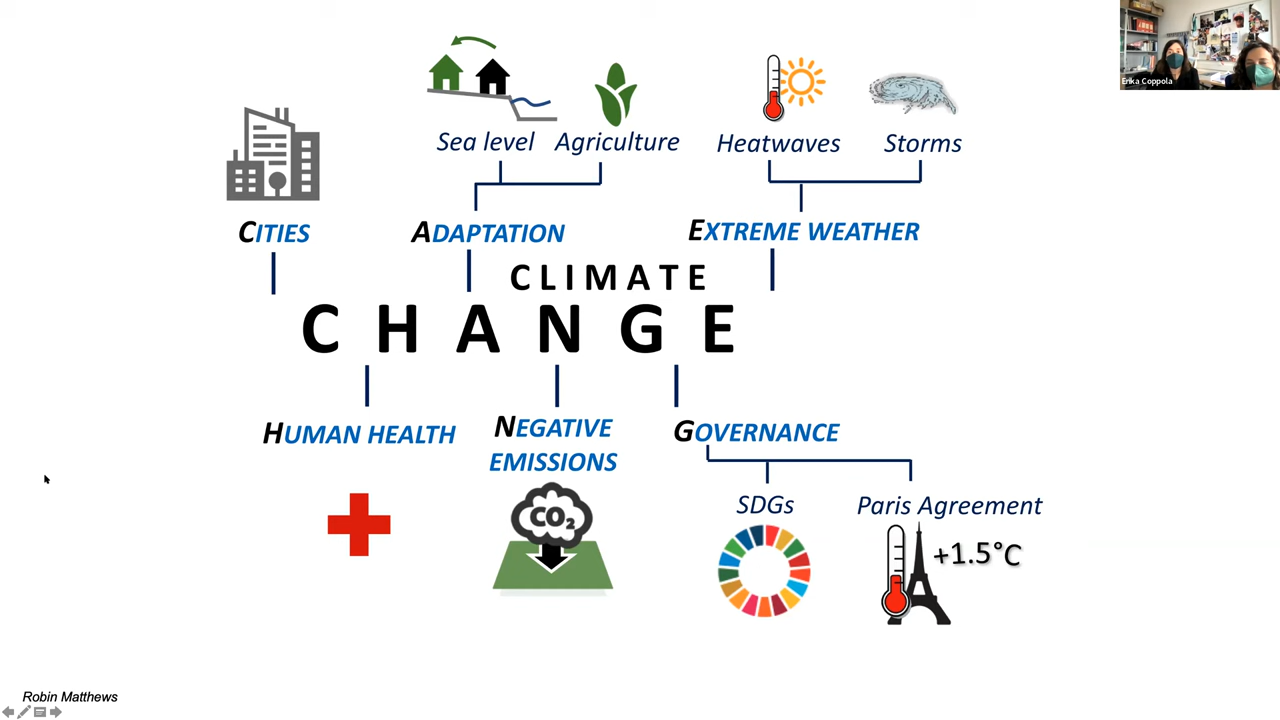 Erika Coppola
Sea level
Agriculture
Heatwaves
Storms
CITIES
ADAPTATION
EXTREME WEATHER
CLIMATE
CHANGE
HUMAN HEALTH
NEGATIVE
EMISSIONS
GOVERNANCE
CO₂
SDGs
Paris Agreement
+1.5°C
Robin Matthews